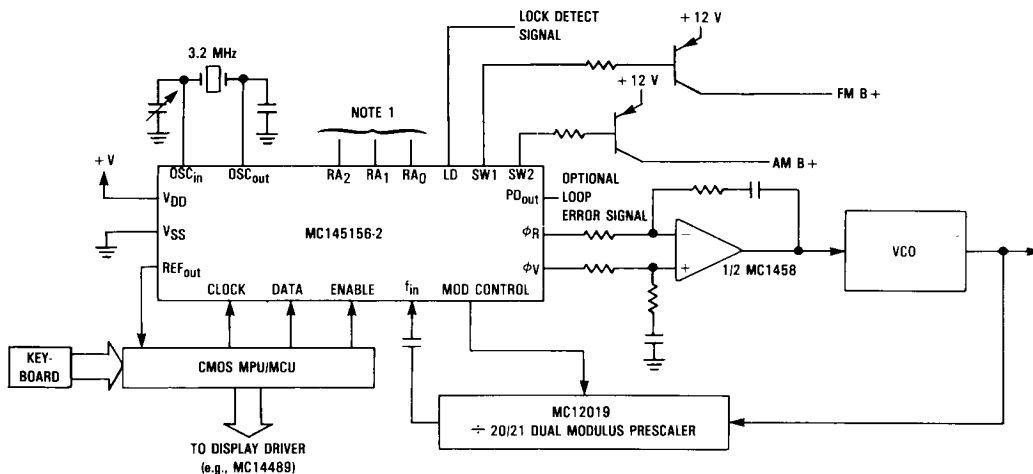 LOCK DETECT
SIGNAL
+ 12 V
3.2 MHz
+ 12 V
FM B +
NOTE 1
AM B +
+ V
OSCin
OSCout
RA2
RA1
RA0
LD
SW1
SW2
PDout
OPTIONAL
LOOP
ERROR SIGNAL
VDD
VSS
MC145156-2
ϕR
ϕV
REFout
CLOCK
DATA
ENABLE
fin
MOD CONTROL
−
+
1/2 MC1458
VCO
KEY-
BOARD
CMOS MPU/MCU
MC12019
÷ 20/21 DUAL MODULUS PRESCALER
TO DISPLAY DRIVER
(e.g., MC14489)